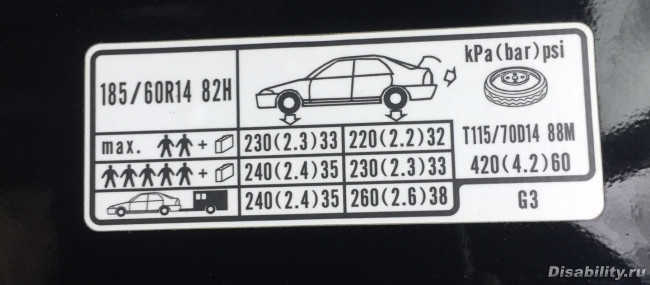 kPa(bar)psi
185/60R14 82H
max. + 230(2.3)33 220(2.2)32 T115/70D14 88M
+ 240(2.4)35 230(2.3)33 420(4.2)60
240(2.4)35 260(2.6)38 G3
Disability.ru